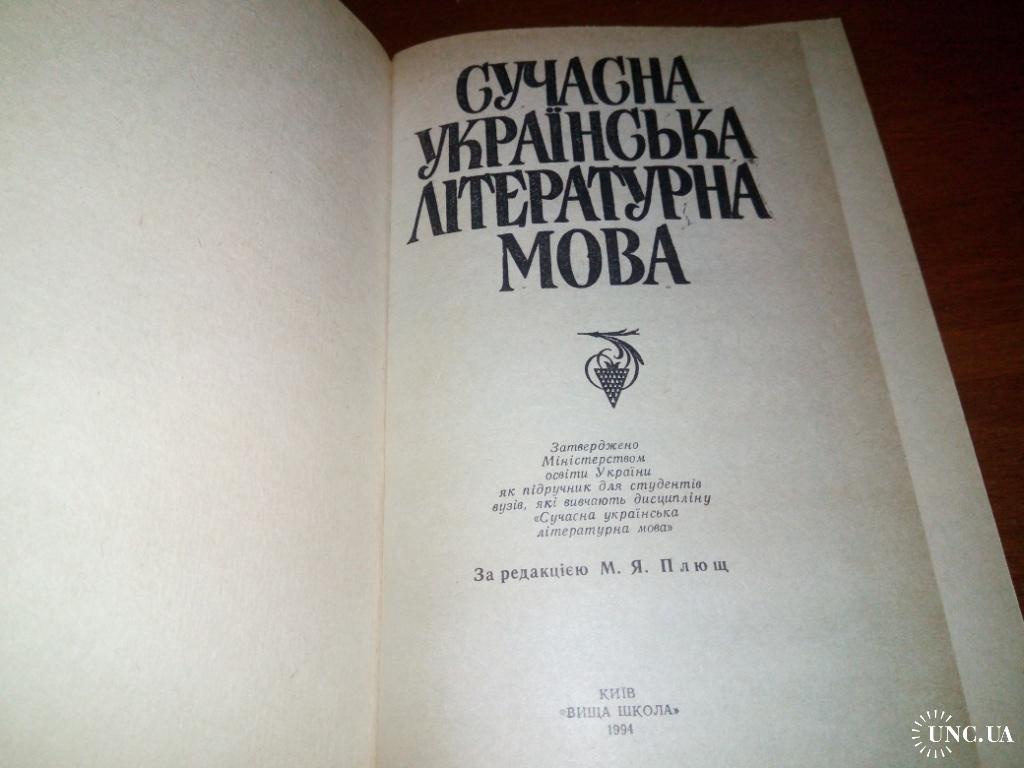 СУЧАСНА
УКРАЇНСЬКА
ЛІТЕРАТУРНА
МОВА
Затверджено
Міністерством
освіти України
як підручник для студентів
вузів, які вивчають дисципліну
«Сучасна українська
літературна мова»
За редакцією М. Я. Плющ
КИЇВ
«ВИЩА ШКОЛА»
1994
UNC.UA